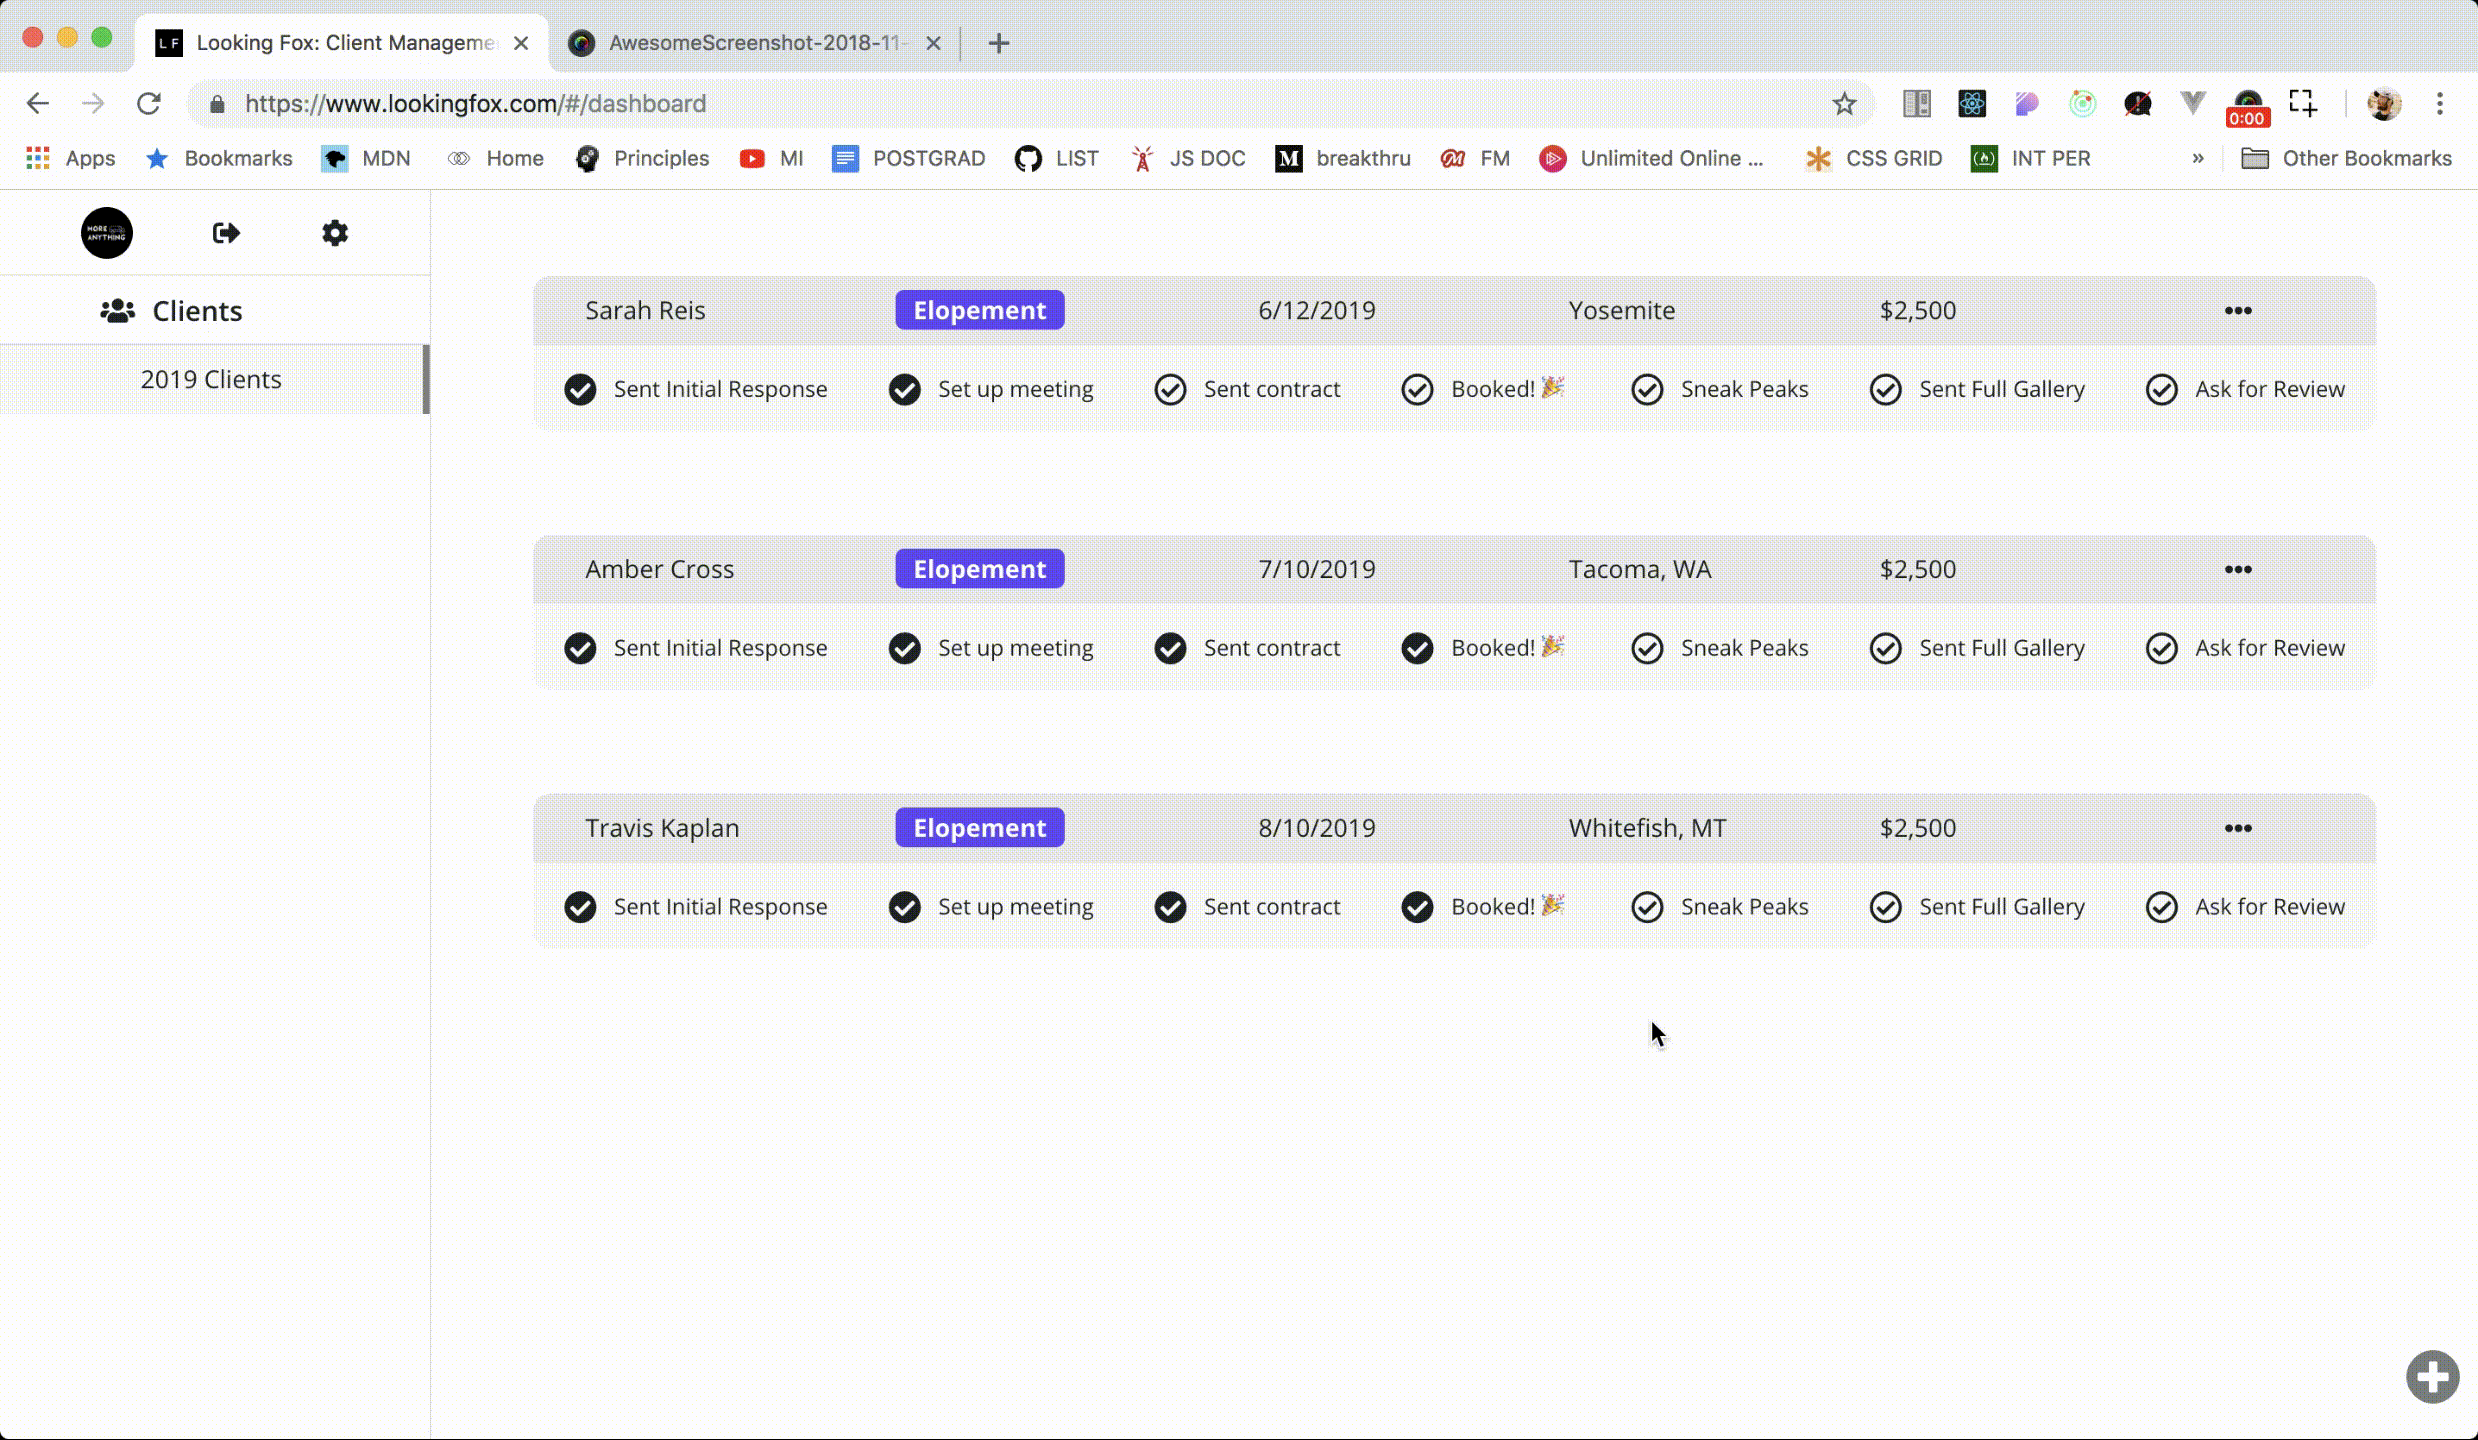 LF Looking Fox: Client Manageme
AwesomeScreenshot-2018-11-
https://www.lookingfox.com/#/dashboard
0:00
Apps Bookmarks MDN Home Principles MI POSTGRAD LIST JS DOC M breakthru FM Unlimited Online ... CSS GRID INT PER » Other Bookmarks
MORE
ANYTHING
Clients
2019 Clients
Sarah Reis Elopement 6/12/2019 Yosemite $2,500 •••
Sent Initial Response Set up meeting Sent contract Booked! 🎉 Sneak Peaks Sent Full Gallery Ask for Review
Amber Cross Elopement 7/10/2019 Tacoma, WA $2,500 •••
Sent Initial Response Set up meeting Sent contract Booked! 🎉 Sneak Peaks Sent Full Gallery Ask for Review
Travis Kaplan Elopement 8/10/2019 Whitefish, MT $2,500 •••
Sent Initial Response Set up meeting Sent contract Booked! 🎉 Sneak Peaks Sent Full Gallery Ask for Review